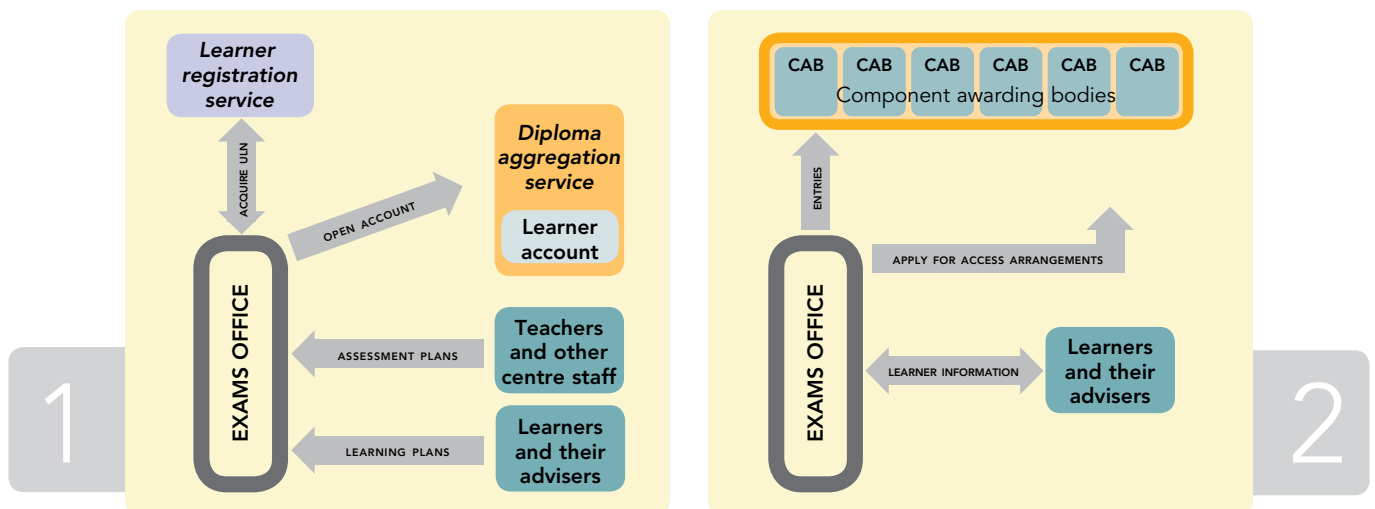 1
Learner
registration
service
ACQUIRE ULN
OPEN ACCOUNT
Diploma
aggregation
service
Learner
account
EXAMS OFFICE
ASSESSMENT PLANS
Teachers
and other
centre staff
LEARNING PLANS
Learners
and their
advisers
CAB CAB CAB CAB CAB CAB
Component awarding bodies
ENTRIES
APPLY FOR ACCESS ARRANGEMENTS
EXAMS OFFICE
LEARNER INFORMATION
Learners
and their
advisers
2